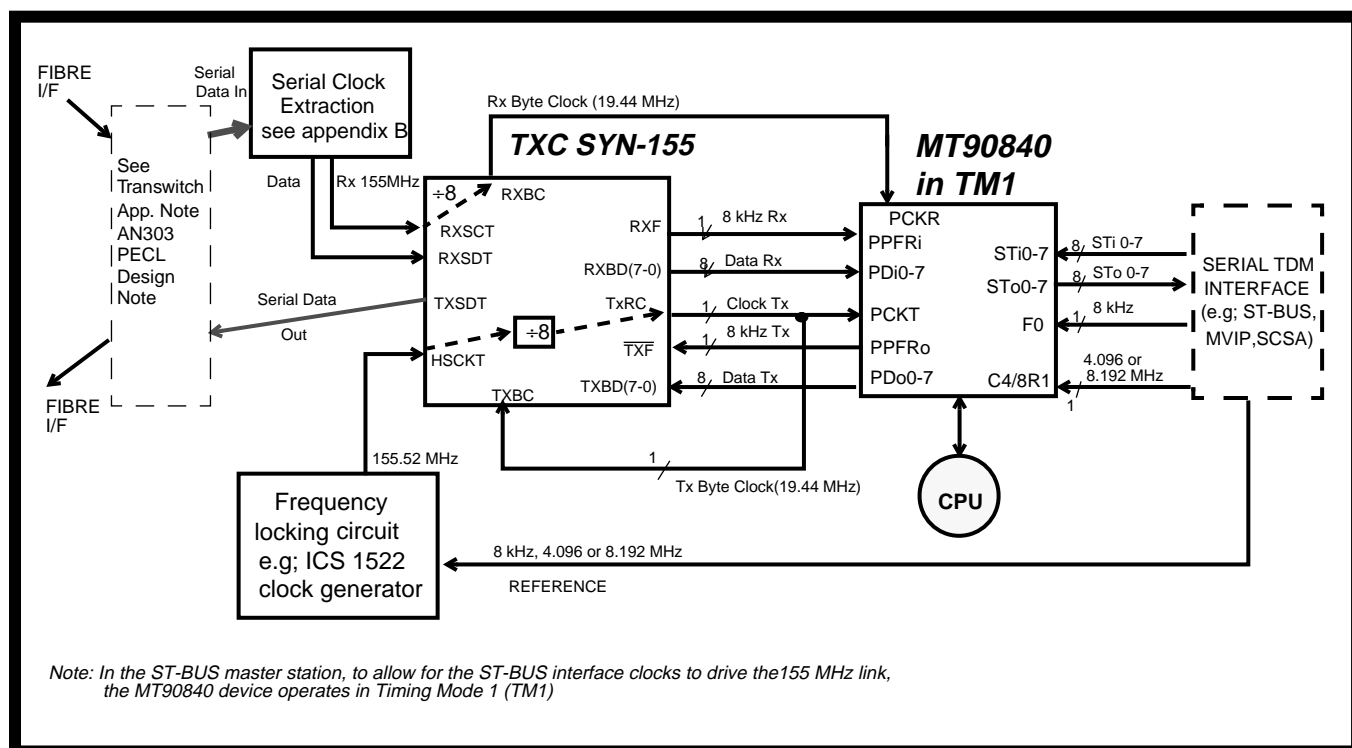 FIBRE
I/F
Serial
Data In
Serial Clock
Extraction
see appendix B
See
Transwitch
App. Note
AN303
PECL
Design
Note
FIBRE
I/F
Data
Rx 155MHz
Serial Data
Out
Rx Byte Clock (19.44 MHz)
TXC SYN-155
÷8
RXBC
RXSCT
RXSDT
TXSDT
HSCKT
TXBC
÷8
RXF
RXBD(7-0)
TxRC
TXF
TXBD(7-0)
1 8 kHz Rx
8 Data Rx
1 Clock Tx
1 8 kHz Tx
8 Data Tx
1
Tx Byte Clock(19.44 MHz)
MT90840
in TM1
PCKR
PPFRi
PDi0-7
PCKT
PPFRo
PDo0-7
STi0-7
STo0-7
F0
C4/8R1
8 STi 0-7
8 STo 0-7
1 8 kHz
4.096 or
8.192 MHz
1
SERIAL TDM
INTERFACE
(e.g; ST-BUS,
MVIP,SCSA)
CPU
155.52 MHz
Frequency
locking circuit
e.g; ICS 1522
clock generator
8 kHz, 4.096 or 8.192 MHz
REFERENCE
Note: In the ST-BUS master station, to allow for the ST-BUS interface clocks to drive the155 MHz link,
the MT90840 device operates in Timing Mode 1 (TM1)